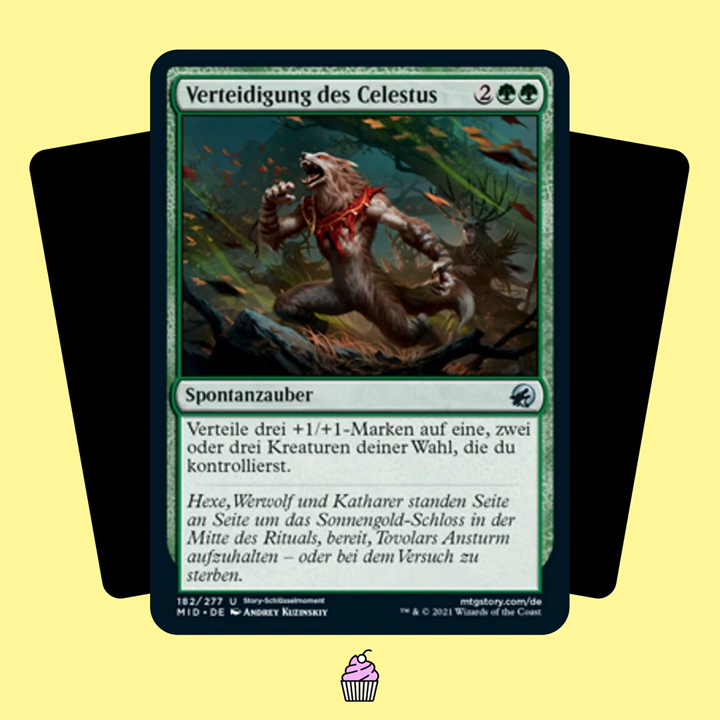 Verteidigung des Celestus 2
Spontanzauber
Verteile drei +1/+1-Marken auf eine, zwei
oder drei Kreaturen deiner Wahl, die du
kontrollierst.
Hexe, Werwolf und Katharer standen Seite
an Seite um das Sonnengold-Schloss in der
Mitte des Rituals, bereit, Tovolars Ansturm
aufzuhalten – oder bei dem Versuch zu
sterben.
182/277 U Story-Schlüsselmoment mtgstory.com/de
MID • DE Andrey Kuzinskiy ™ & © 2021 Wizards of the Coast